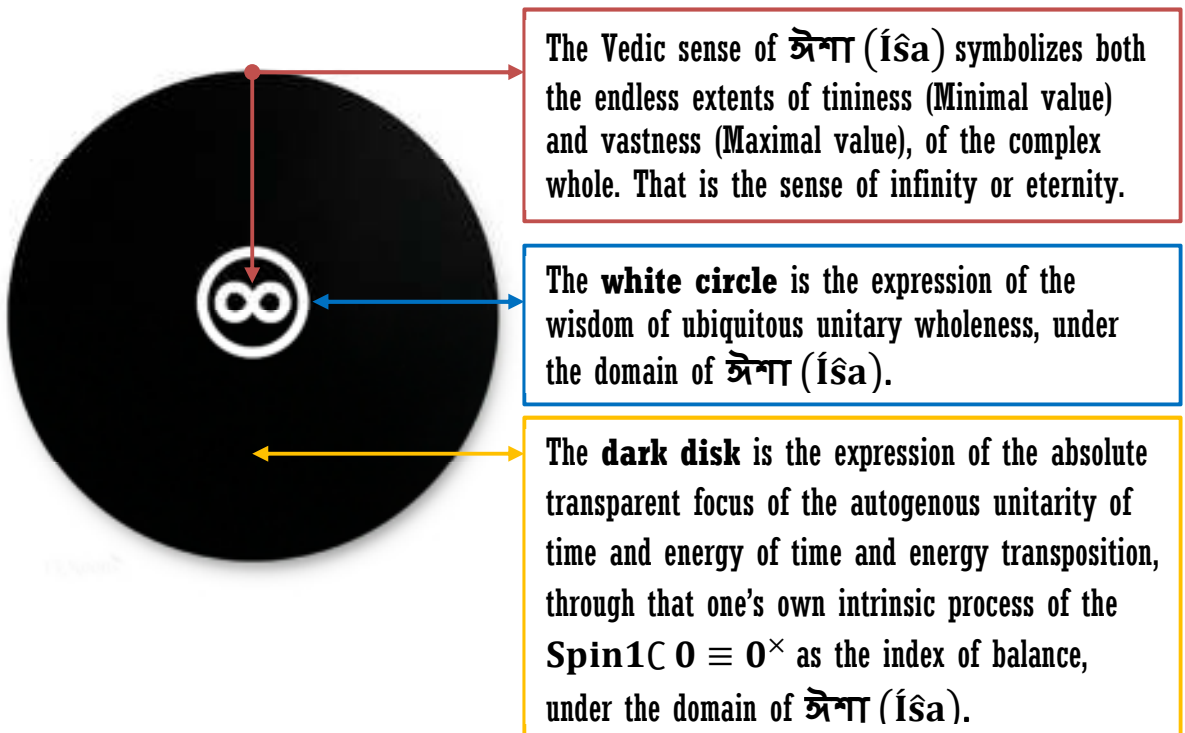 The Vedic sense of ঈশা (Íŝa) symbolizes both
the endless extents of tininess (Minimal value)
and vastness (Maximal value), of the complex
whole. That is the sense of infinity or eternity.
∞
The white circle is the expression of the
wisdom of ubiquitous unitary wholeness, under
the domain of ঈশা (Íŝa).
The dark disk is the expression of the absolute
transparent focus of the autogenous unitarity of
time and energy of time and energy transposition,
through that one’s own intrinsic process of the
Spin1C 0 ≡ 0^× as the index of balance,
under the domain of ঈশা (Íŝa).